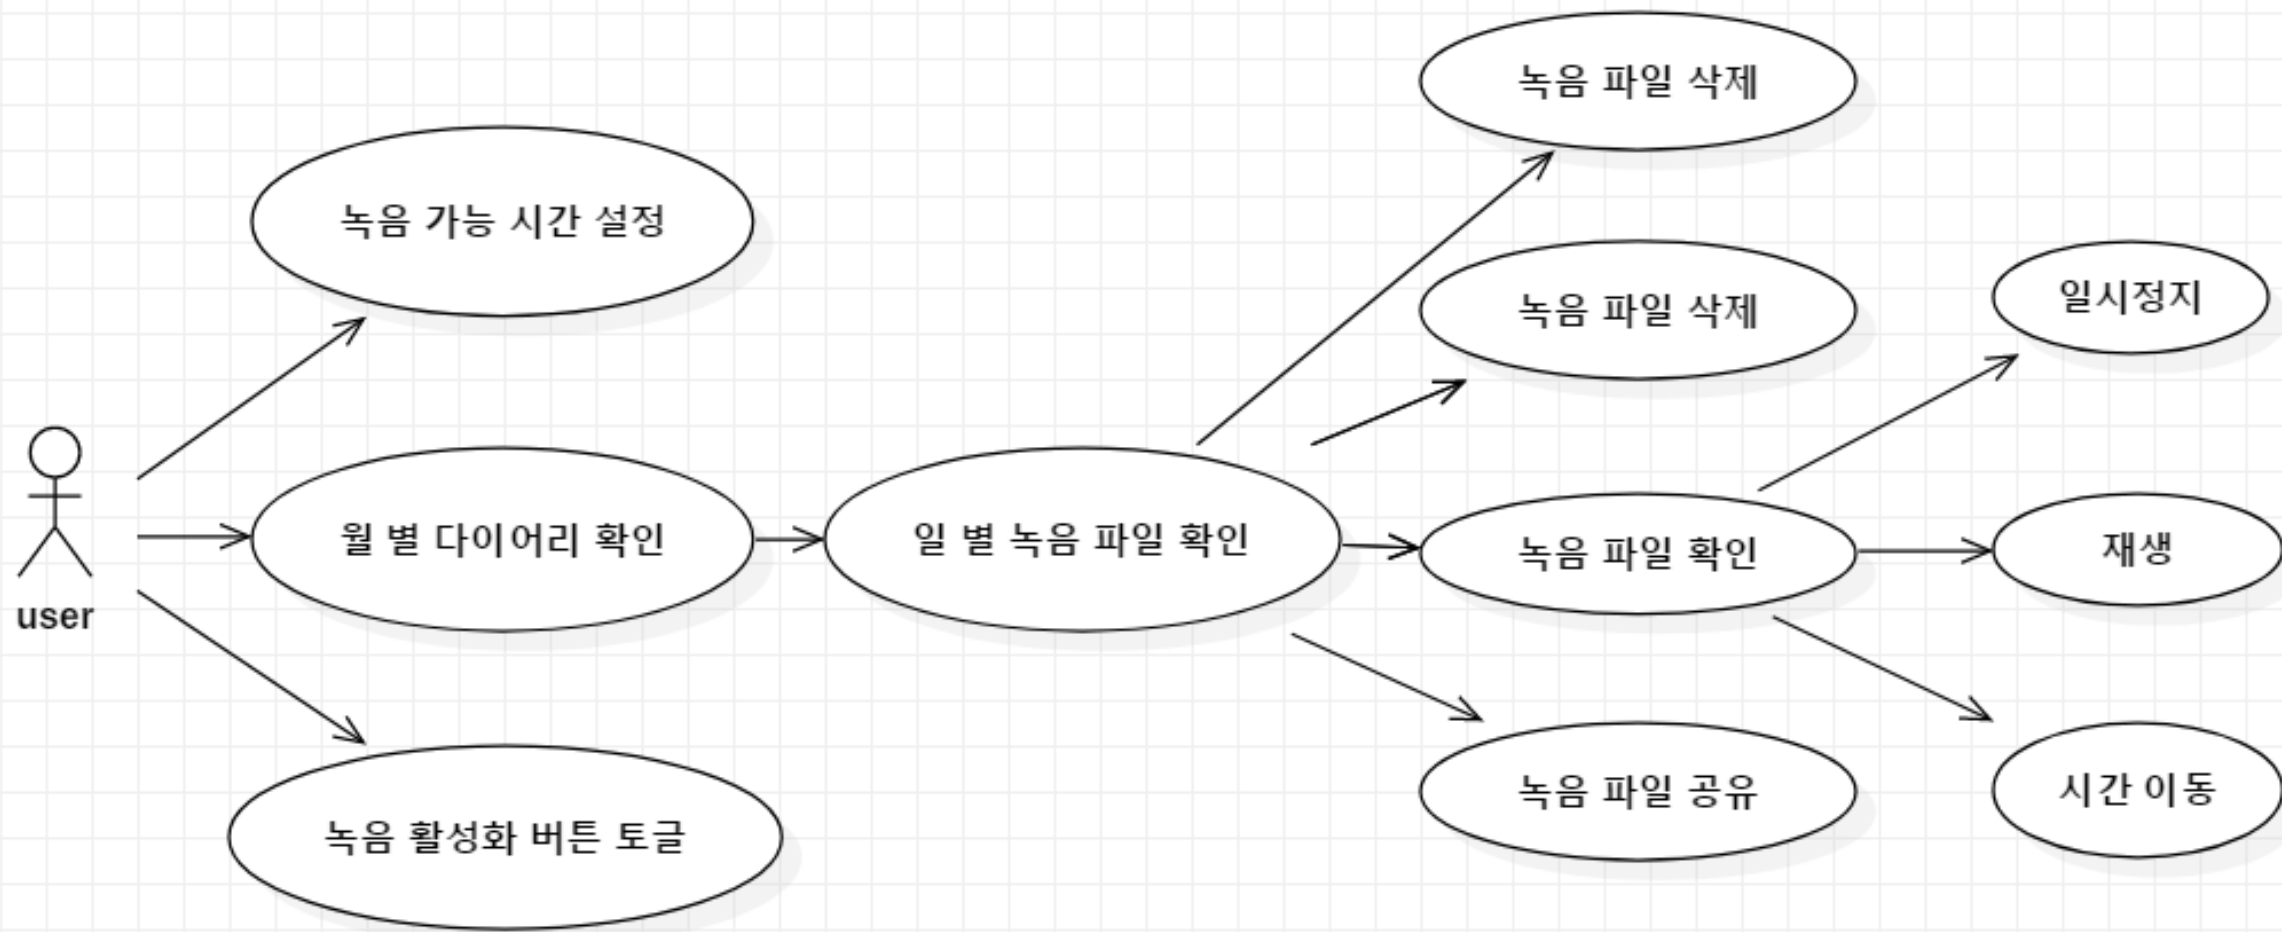 녹음 파일 삭제
녹음 가능 시간 설정
녹음 파일 삭제
일시정지
user
월 별 다이어리 확인
일 별 녹음 파일 확인
녹음 파일 확인
재생
녹음 활성화 버튼 토글
녹음 파일 공유
시간 이동